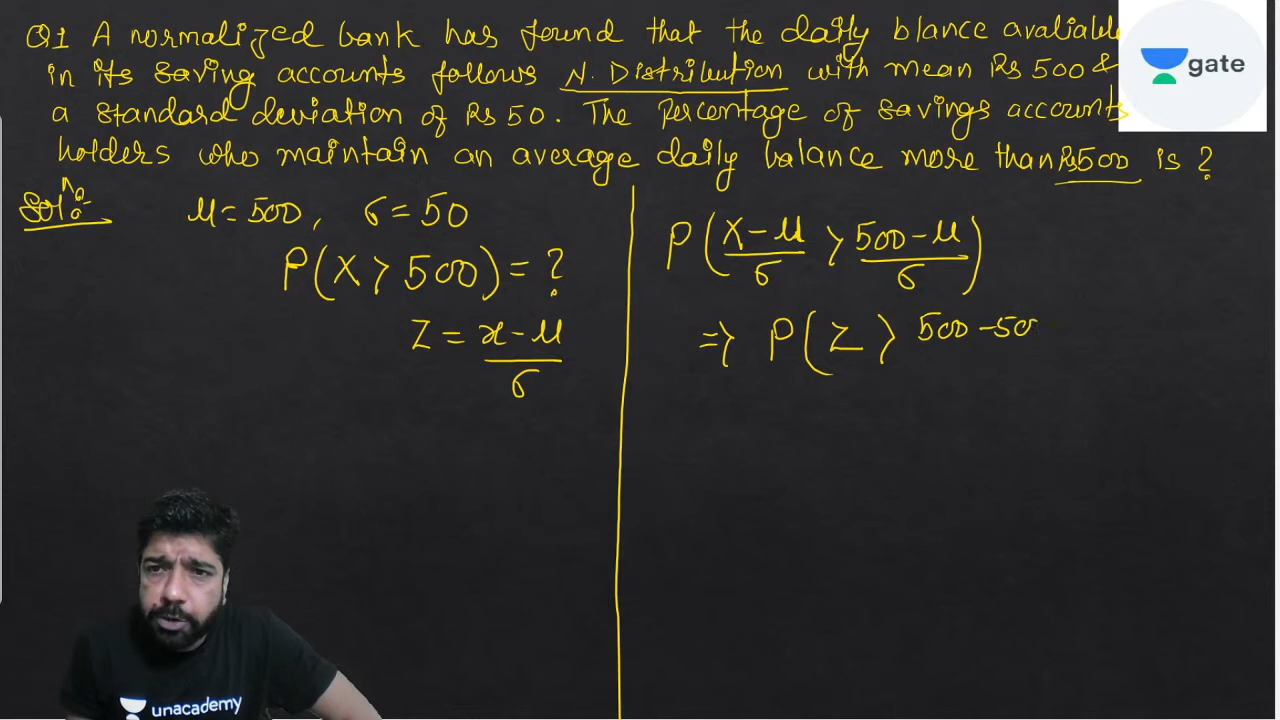 Q1 A normalized bank has found that the daily blance avaliable
in its saving accounts follows N. Distribution with mean Rs 500 &
a standard deviation of Rs 50. The percentage of savings accounts
holders who maintain an average daily balance more than Rs500 is ?
gate
Soln:-
μ = 500, σ = 50
P(X > 500) = ?
Z = x - μ / σ
P( X - μ / σ > 500 - μ / σ )
⇒ P( Z > 500 - 50
unacademy